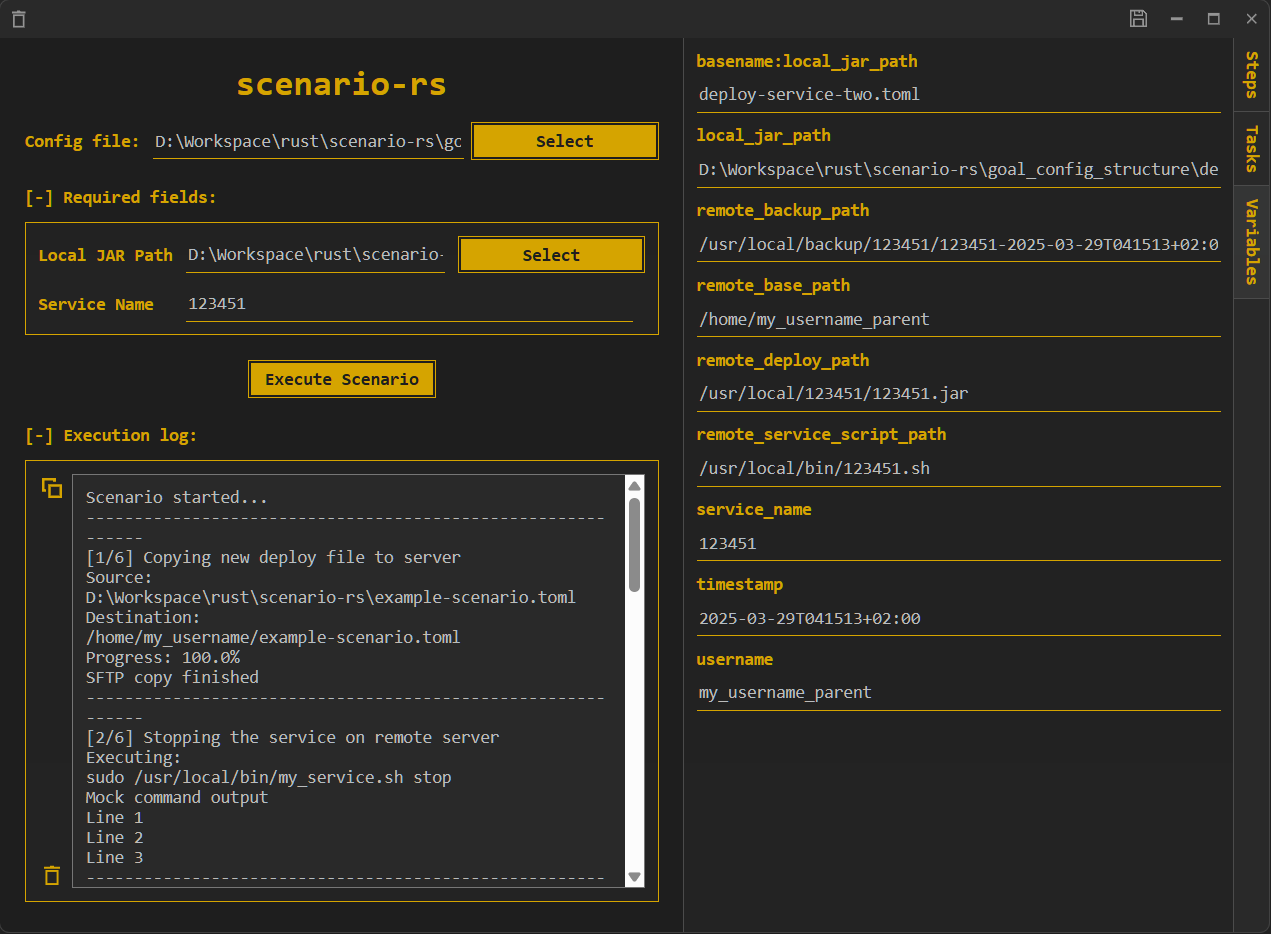 scenario-rs
Config file: D:\Workspace\rust\scenario-rs\go Select
[-] Required fields:
Local JAR Path D:\Workspace\rust\scenario- Select
Service Name 123451
Execute Scenario
[-] Execution log:
Scenario started...
------------------------------------------------------
------
[1/6] Copying new deploy file to server
Source:
D:\Workspace\rust\scenario-rs\example-scenario.toml
Destination:
/home/my_username/example-scenario.toml
Progress: 100.0%
SFTP copy finished
------------------------------------------------------
------
[2/6] Stopping the service on remote server
Executing:
sudo /usr/local/bin/my_service.sh stop
Mock command output
Line 1
Line 2
Line 3
------------------------------------------------------
basename:local_jar_path
deploy-service-two.toml
local_jar_path
D:\Workspace\rust\scenario-rs\goal_config_structure\de
remote_backup_path
/usr/local/backup/123451/123451-2025-03-29T041513+02:0
remote_base_path
/home/my_username_parent
remote_deploy_path
/usr/local/123451/123451.jar
remote_service_script_path
/usr/local/bin/123451.sh
service_name
123451
timestamp
2025-03-29T041513+02:00
username
my_username_parent
Steps
Tasks
Variables